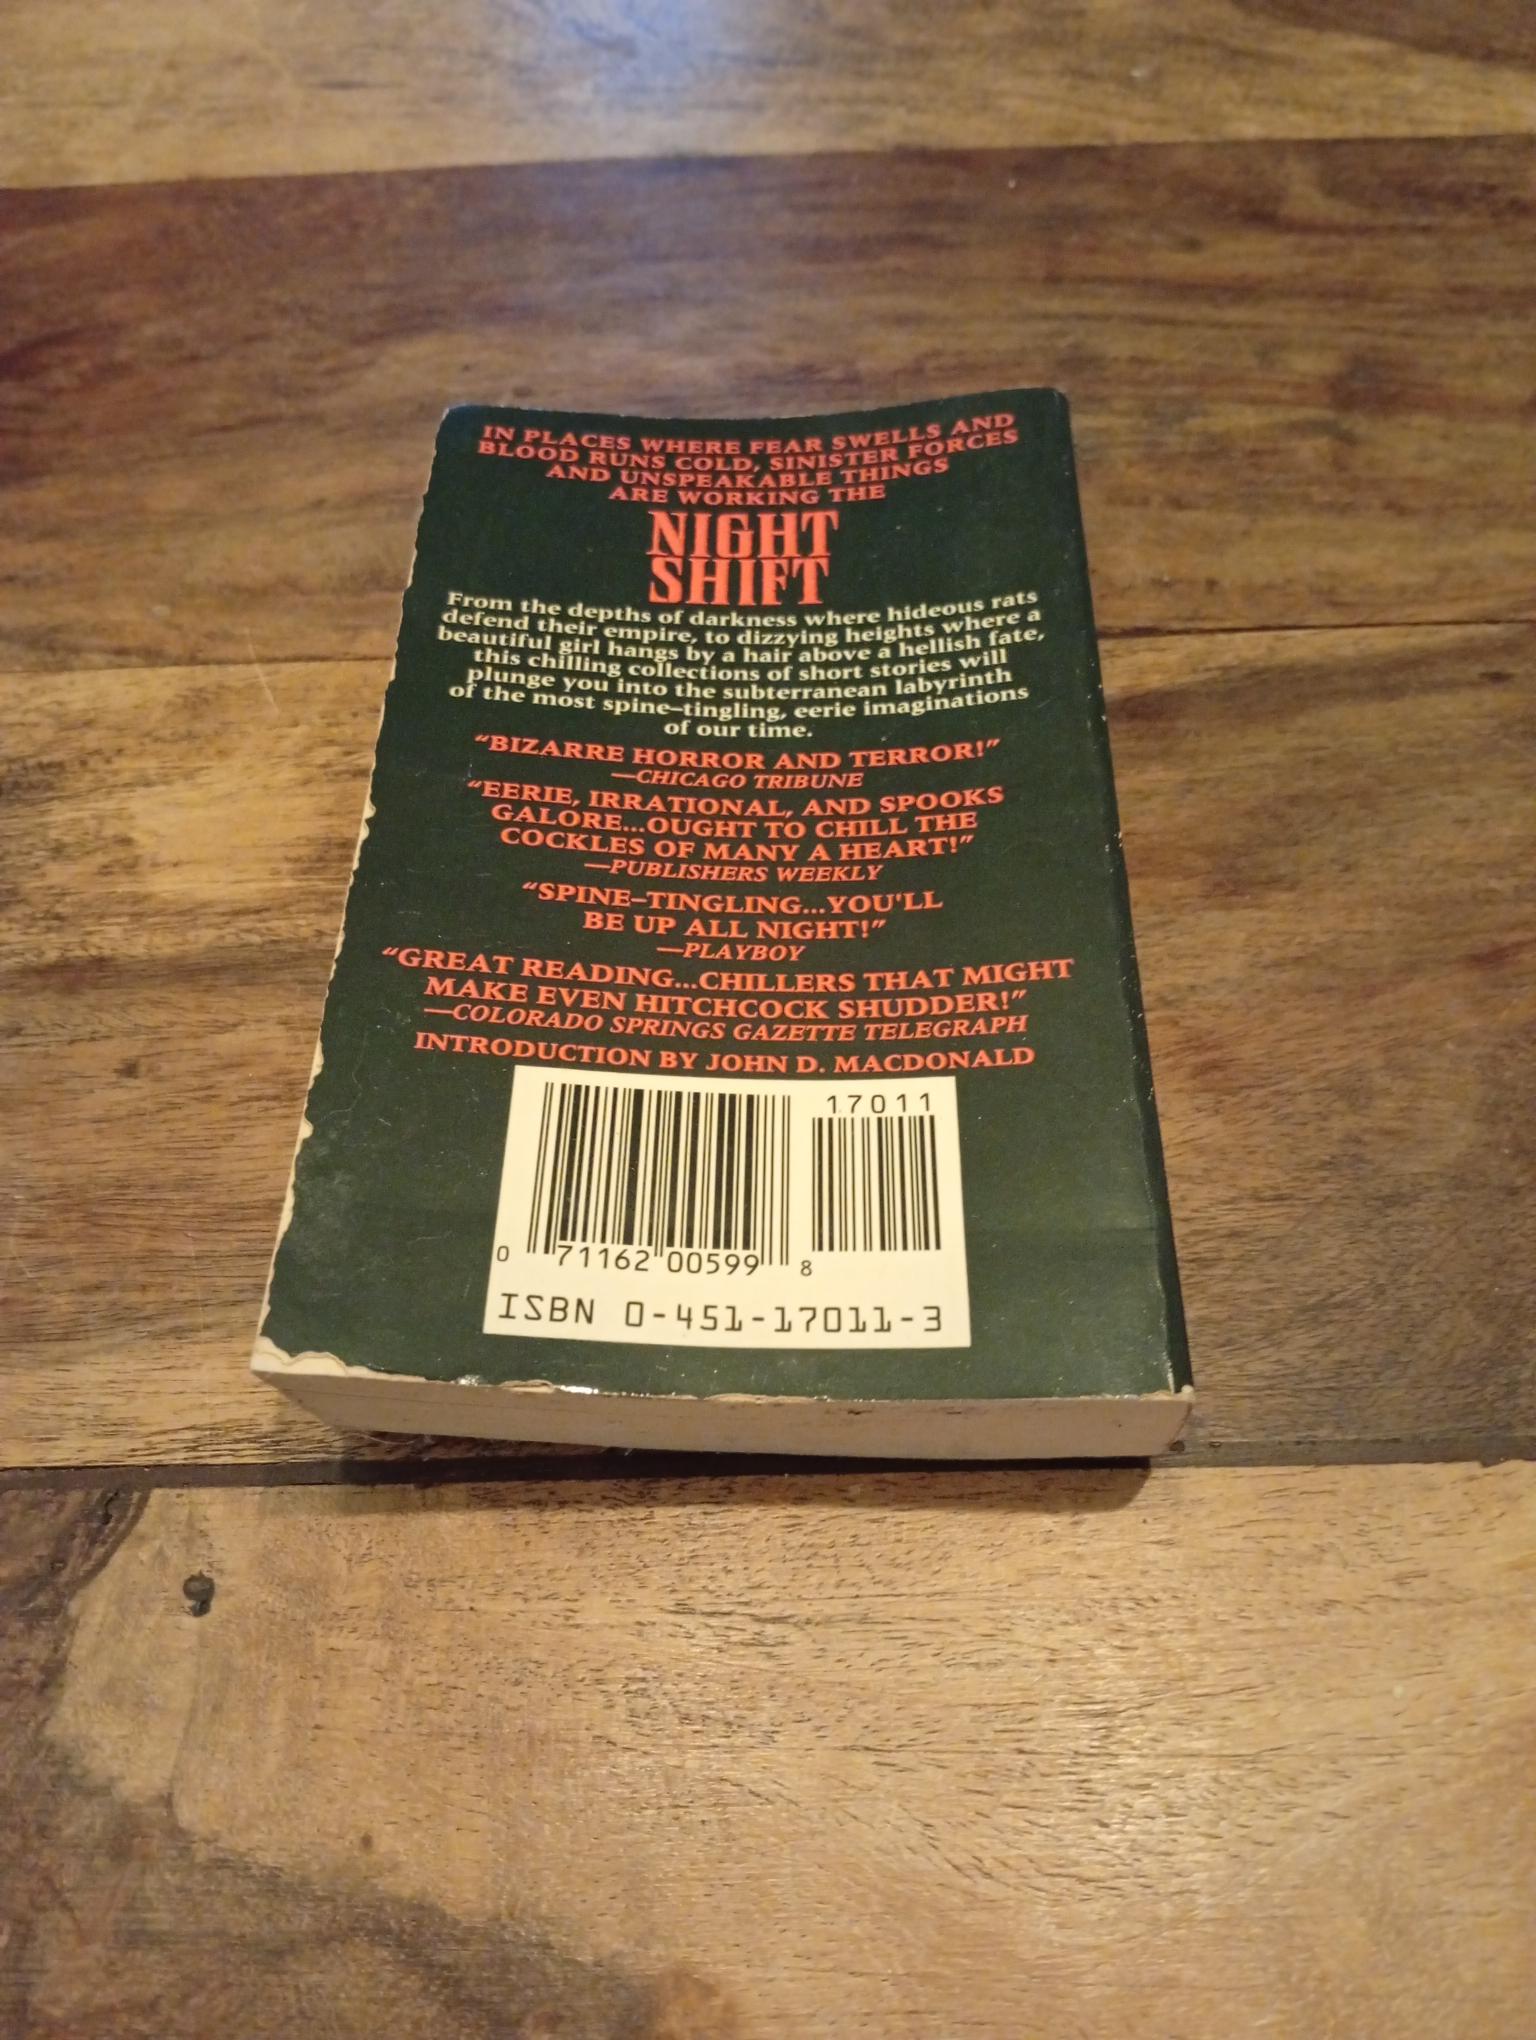 IN PLACES WHERE FEAR SWELLS AND
BLOOD RUNS COLD, SINISTER FORCES
AND UNSPEAKABLE THINGS
ARE WORKING THE
NIGHT
SHIFT
From the depths of darkness where hideous rats
defend their empire, to dizzying heights where a
beautiful girl hangs by a hair above a hellish fate,
this chilling collections of short stories will
plunge you into the subterranean labyrinth
of the most spine-tingling, eerie imaginations
of our time.
“BIZARRE HORROR AND TERROR!”
—CHICAGO TRIBUNE
“EERIE, IRRATIONAL, AND SPOOKS
GALORE...OUGHT TO CHILL THE
COCKLES OF MANY A HEART!”
—PUBLISHERS WEEKLY
“SPINE-TINGLING...YOU'LL
BE UP ALL NIGHT!”
—PLAYBOY
“GREAT READING...CHILLERS THAT MIGHT
MAKE EVEN HITCHCOCK SHUDDER!”
—COLORADO SPRINGS GAZETTE TELEGRAPH
INTRODUCTION BY JOHN D. MACDONALD
17011
0 71162 00599 8
ISBN 0-451-17011-3